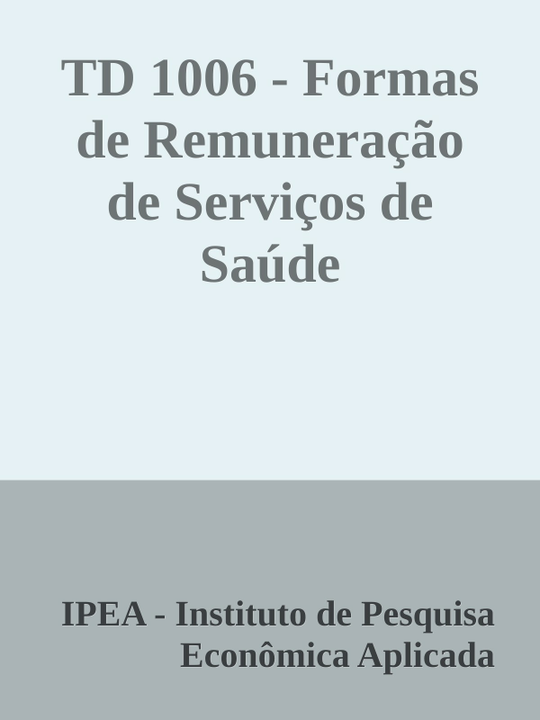 TD 1006 - Formas
de Remuneração
de Serviços de
Saúde
IPEA - Instituto de Pesquisa
Econômica Aplicada